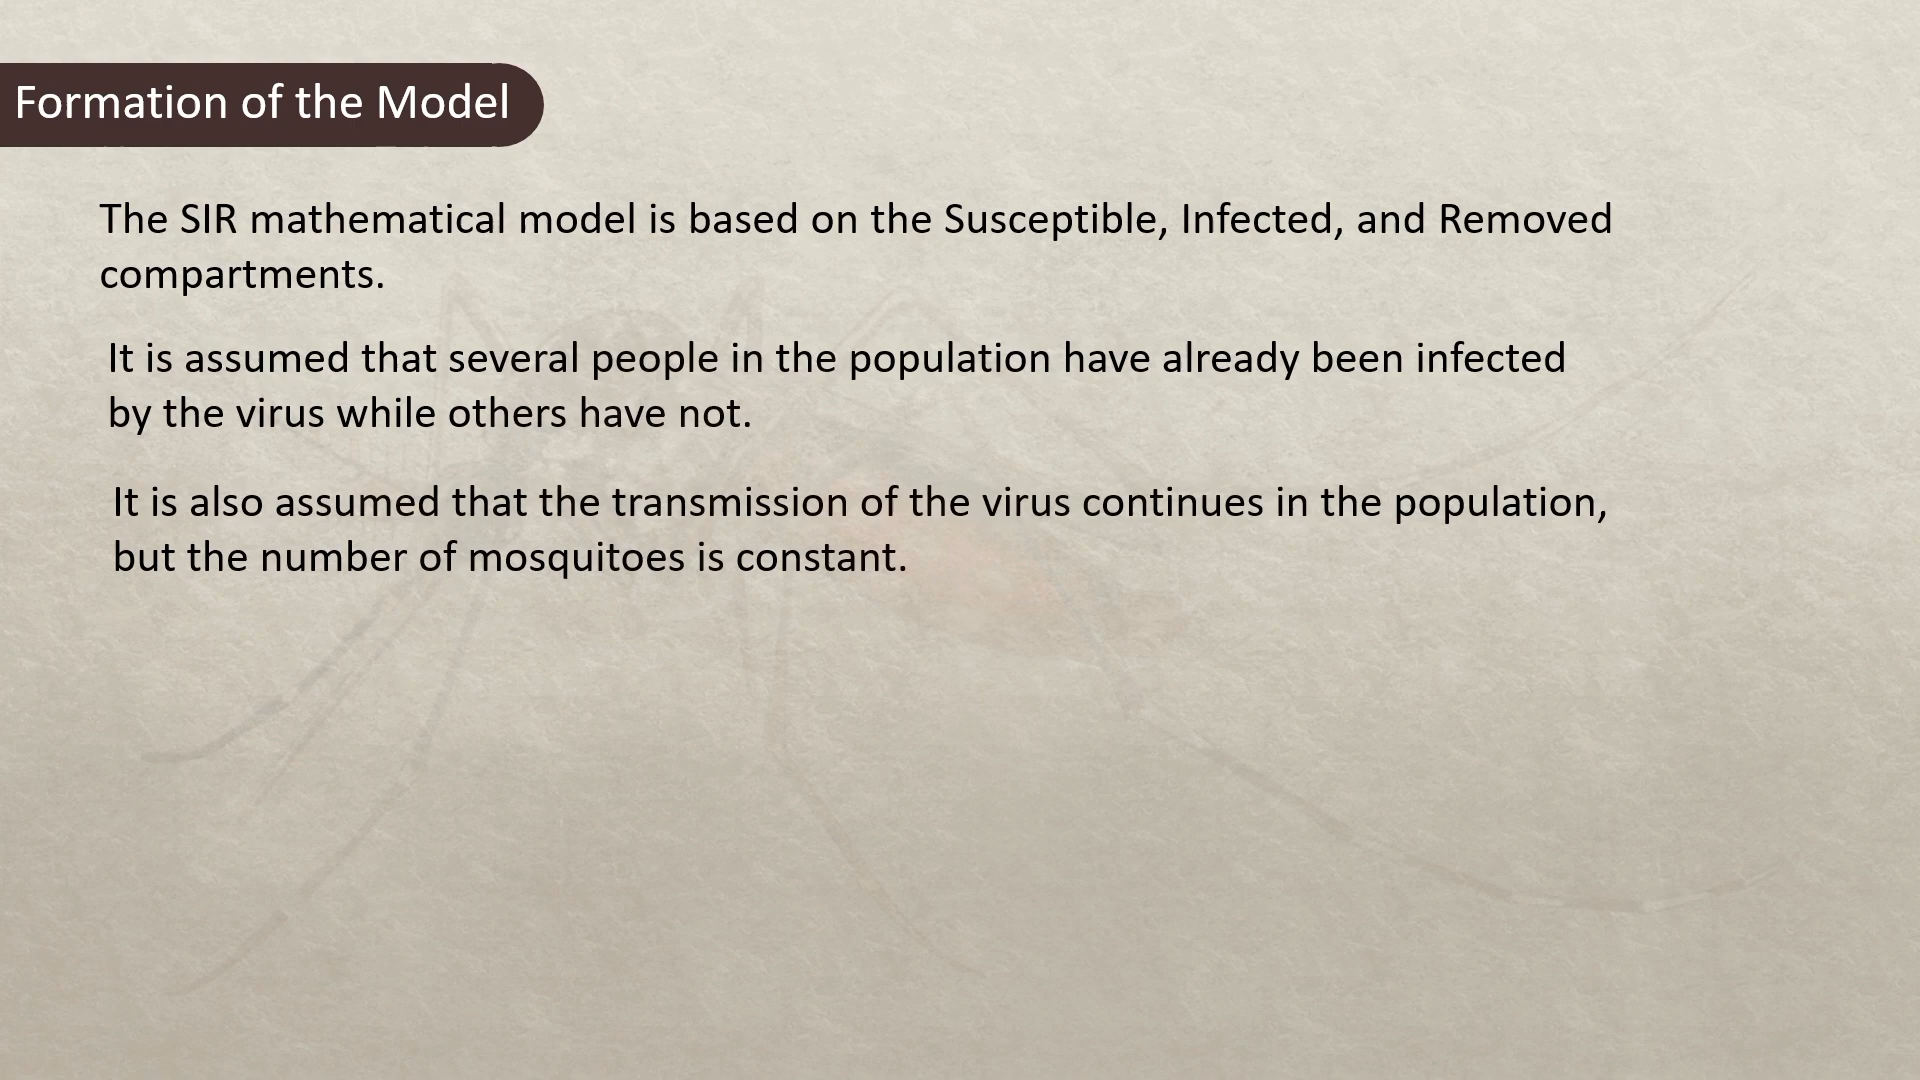 Formation of the Model
The SIR mathematical model is based on the Susceptible, Infected, and Removed
compartments.
It is assumed that several people in the population have already been infected
by the virus while others have not.
It is also assumed that the transmission of the virus continues in the population,
but the number of mosquitoes is constant.